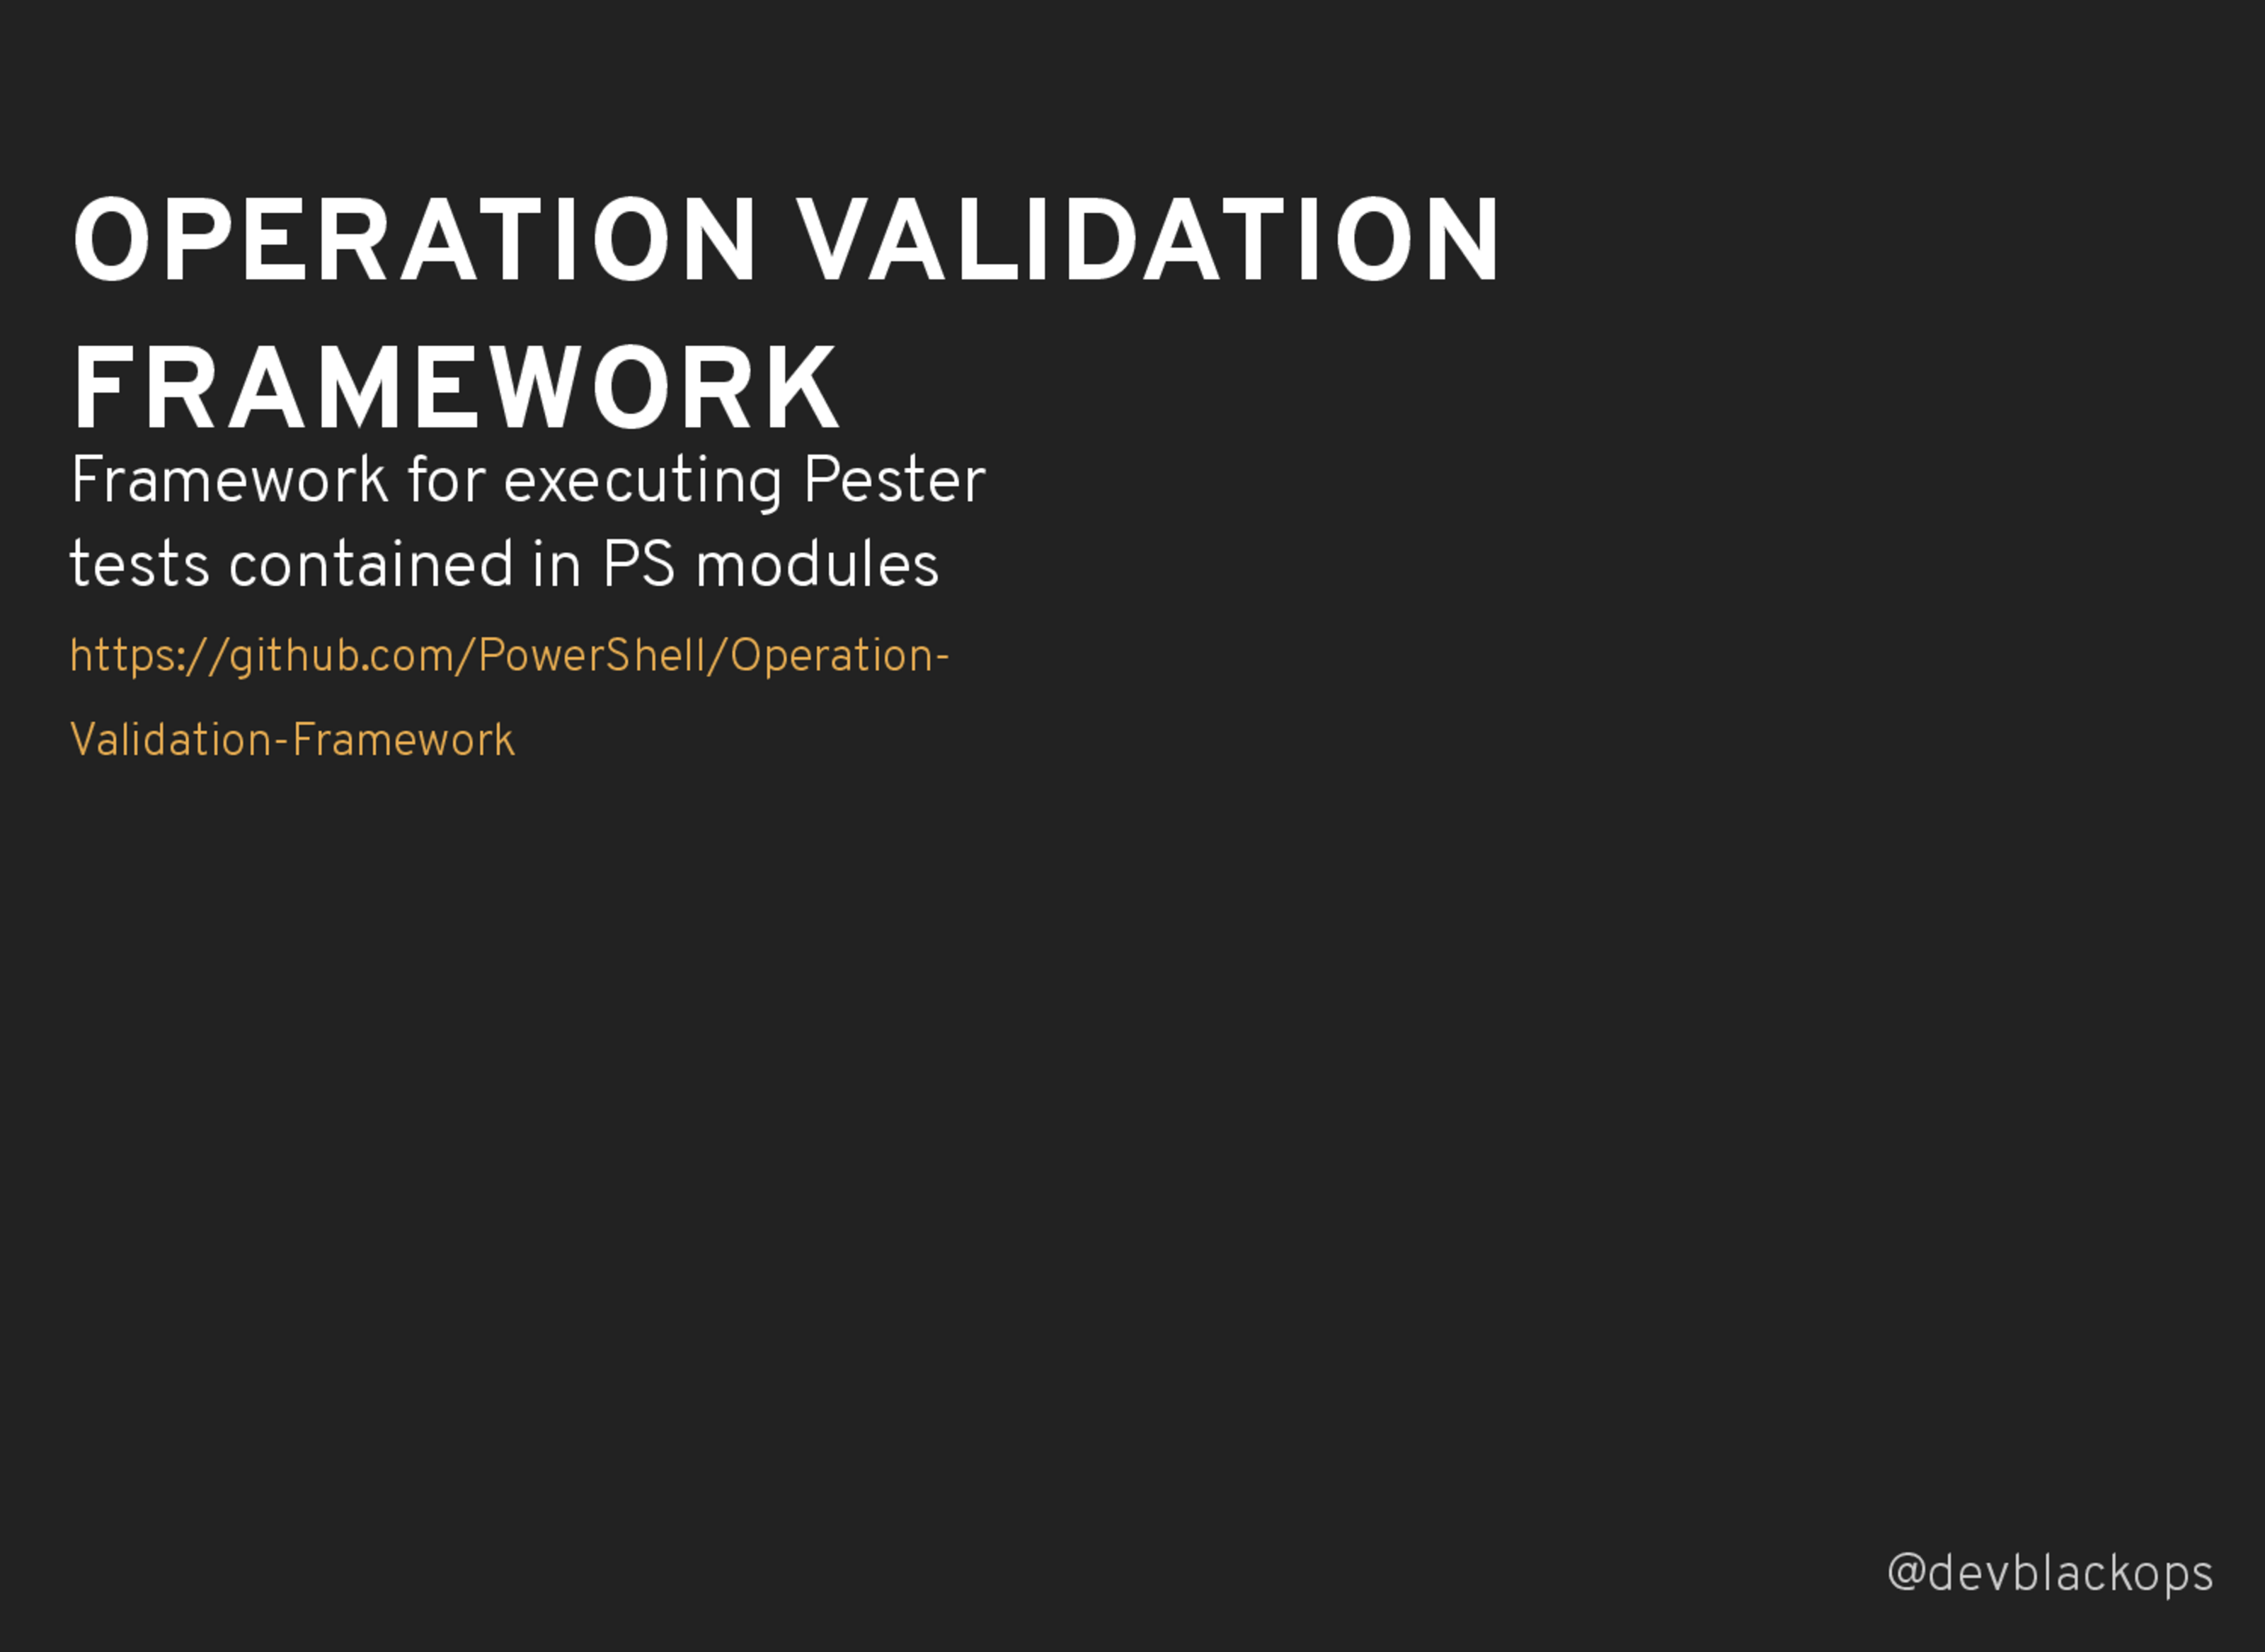 OPERATION VALIDATION
FRAMEWORK
Framework for executing Pester
tests contained in PS modules
https://github.com/PowerShell/Operation-
Validation-Framework
@devblackops